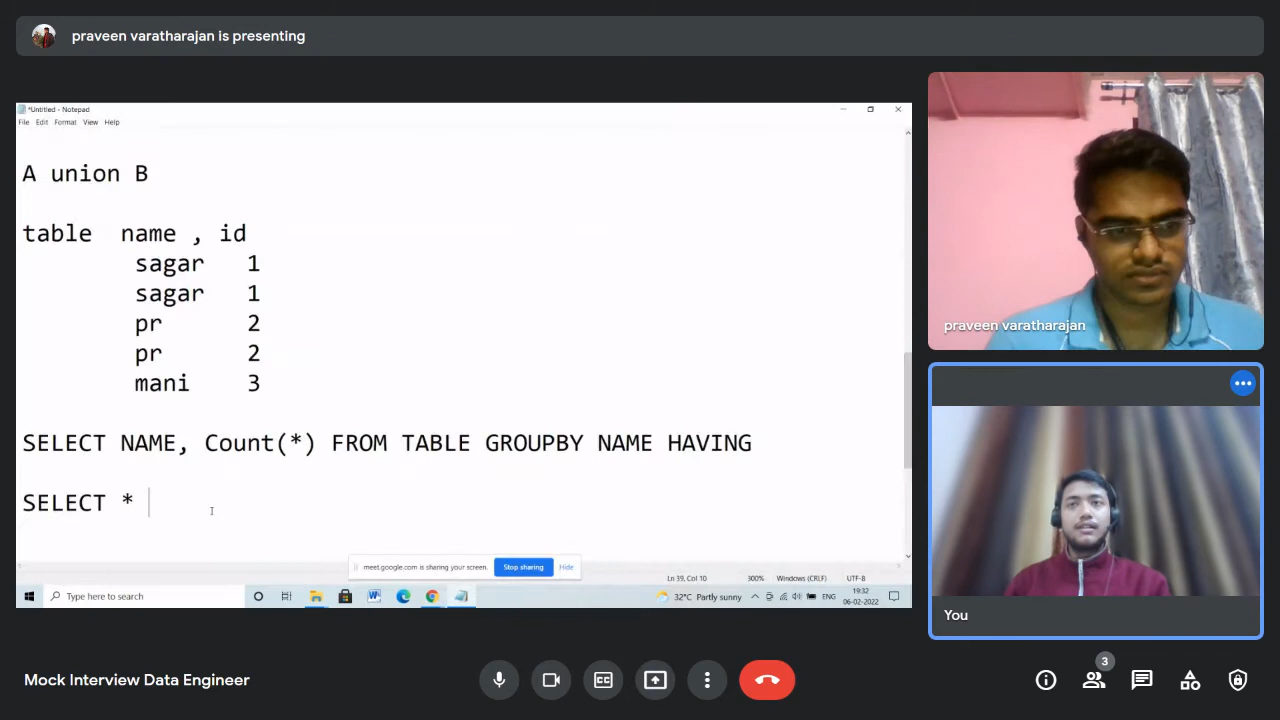 praveen varatharajan is presenting
*Untitled - Notepad
File Edit Format View Help
A union B
table name , id
sagar 1
sagar 1
pr 2
pr 2
mani 3
SELECT NAME, Count(*) FROM TABLE GROUPBY NAME HAVING
SELECT *
meet.google.com is sharing your screen. Stop sharing Hide
Ln 39, Col 10 300% Windows (CRLF) UTF-8
Type here to search
32°C Partly sunny ENG
19:32
06-02-2022
praveen varatharajan
You
Mock Interview Data Engineer
3